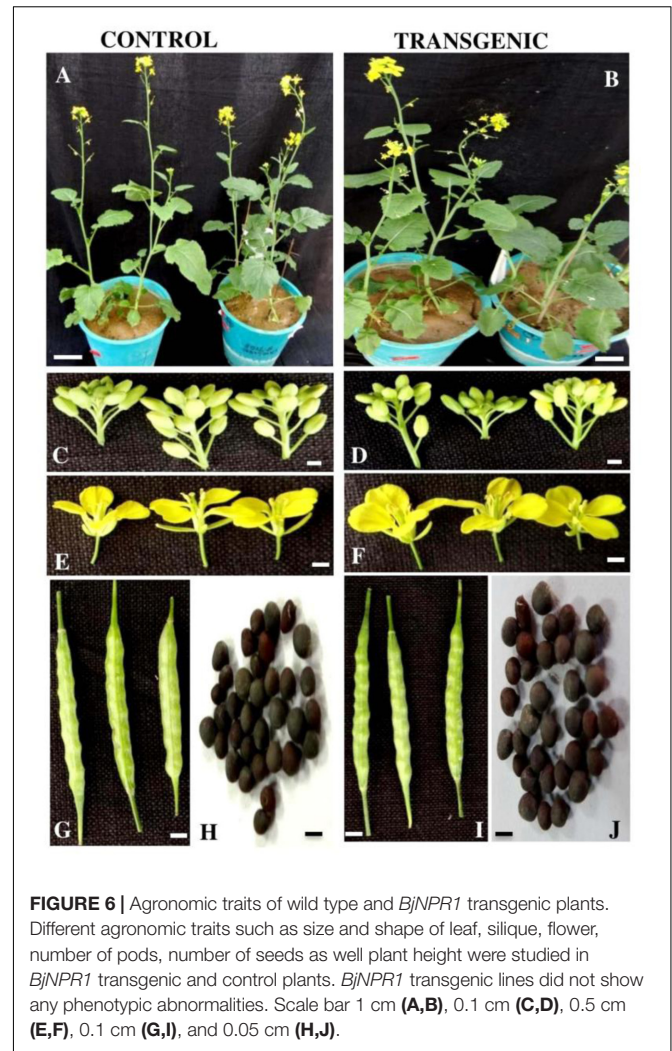 CONTROL
TRANSGENIC
A
B
C
D
E
F
G
H
I
J
FIGURE 6 | Agronomic traits of wild type and BjNPR1 transgenic plants.
Different agronomic traits such as size and shape of leaf, silique, flower,
number of pods, number of seeds as well plant height were studied in
BjNPR1 transgenic and control plants. BjNPR1 transgenic lines did not show
any phenotypic abnormalities. Scale bar 1 cm (A,B), 0.1 cm (C,D), 0.5 cm
(E,F), 0.1 cm (G,I), and 0.05 cm (H,J).